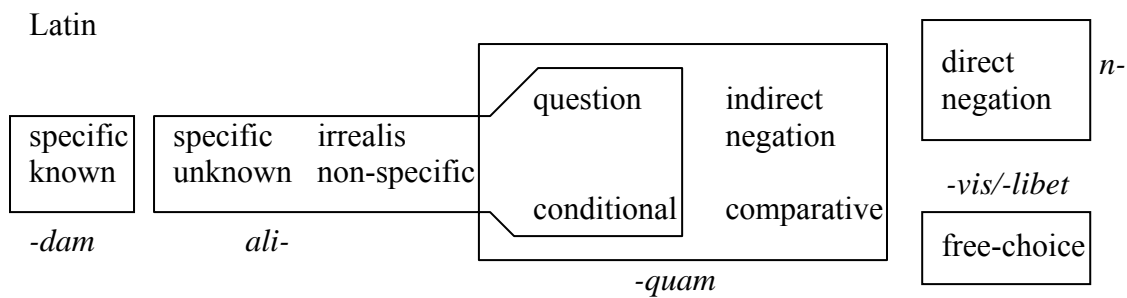 Latin
specific
known
-dam
specific
unknown
irrealis
non-specific
ali-
question
conditional
indirect
negation
comparative
-quam
direct
negation
n-
-vis/-libet
free-choice